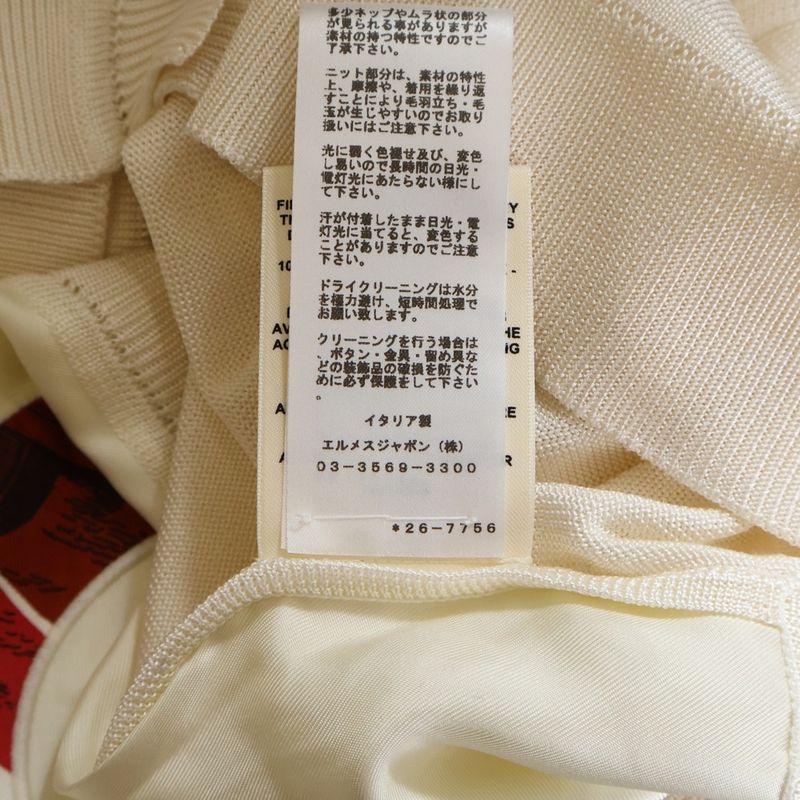 多少ネップやムラ状の部分
が見られる事がありますが
素材の持つ特性ですのでご
了承下さい。
ニット部分は、素材の特性
上、摩擦や、着用を繰り返
すことにより毛羽立ち・毛
玉が生じやすいのでお取り
扱いにはご注意下さい。
光に弱く色褪せ及び、変色
し易いので長時間の日光・
電灯光にあたらない様にし
て下さい。
汗が付着したまま日光・電
灯光に当てると、変色する
ことがありますのでご注意
下さい。
ドライクリーニングは水分
を極力避け、短時間処理で
お願い致します。
クリーニングを行う場合は
、ボタン・金具・留め具な
どの装飾品の破損を防ぐた
めに必ず保護をして下さい
。
イタリア製
エルメスジャポン（株）
03-3569-3300
*26-7756